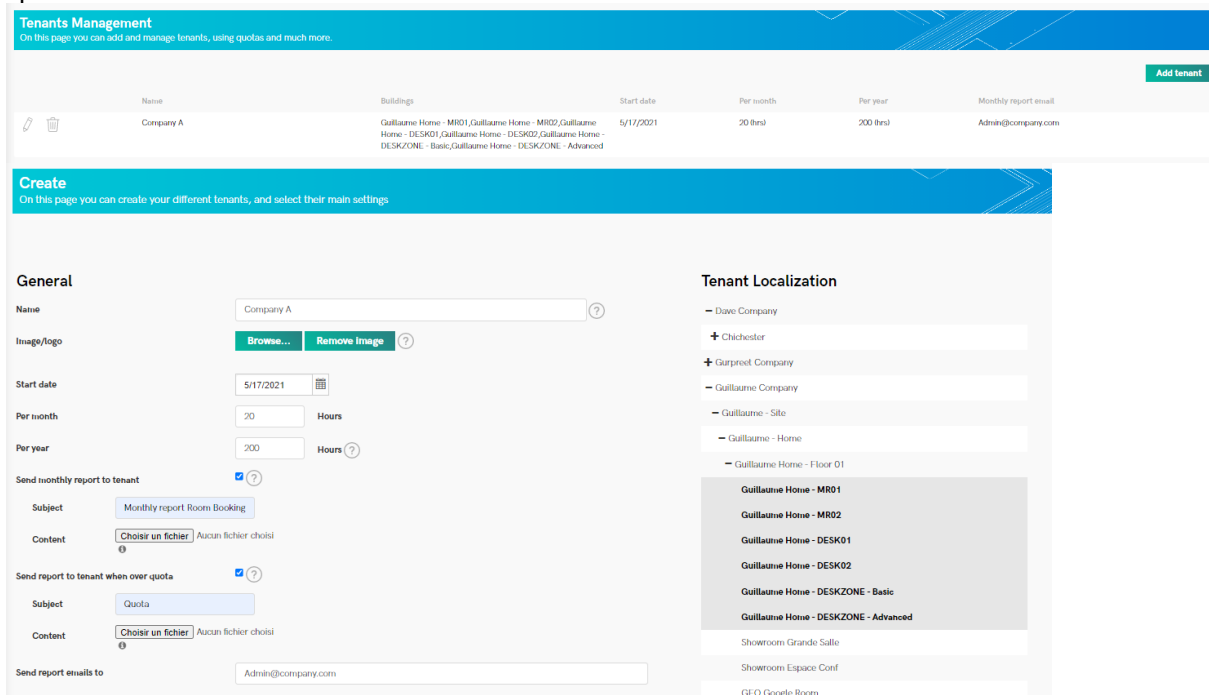 Tenants Management
On this page you can add and manage tenants, using quotas and much more.
Add tenant
Name Buildings Start date Per month Per year Monthly report email
Company A Guillaume Home - MR01,Guillaume Home - MR02,Guillaume 5/17/2021 20 (hrs) 200 (hrs) Admin@company.com
Home - DESK01,Guillaume Home - DESK02,Guillaume Home -
DESKZONE - Basic,Guillaume Home - DESKZONE - Advanced
Create
On this page you can create your different tenants, and select their main settings
General
Name Company A ?
Image/logo Browse... Remove Image ?
Start date 5/17/2021
Per month 20 Hours
Per year 200 Hours ?
Send monthly report to tenant ?
Subject Monthly report Room Booking
Content Choisir un fichier Aucun fichier choisi
Send report to tenant when over quota ?
Subject Quota
Content Choisir un fichier Aucun fichier choisi
Send report emails to Admin@company.com
Tenant Localization
- Dave Company
+ Chichester
+ Gurpreet Company
- Guillaume Company
- Guillaume - Site
- Guillaume - Home
- Guillaume Home - Floor 01
Guillaume Home - MR01
Guillaume Home - MR02
Guillaume Home - DESK01
Guillaume Home - DESK02
Guillaume Home - DESKZONE - Basic
Guillaume Home - DESKZONE - Advanced
Showroom Grande Salle
Showroom Espace Conf
GEO Google Room